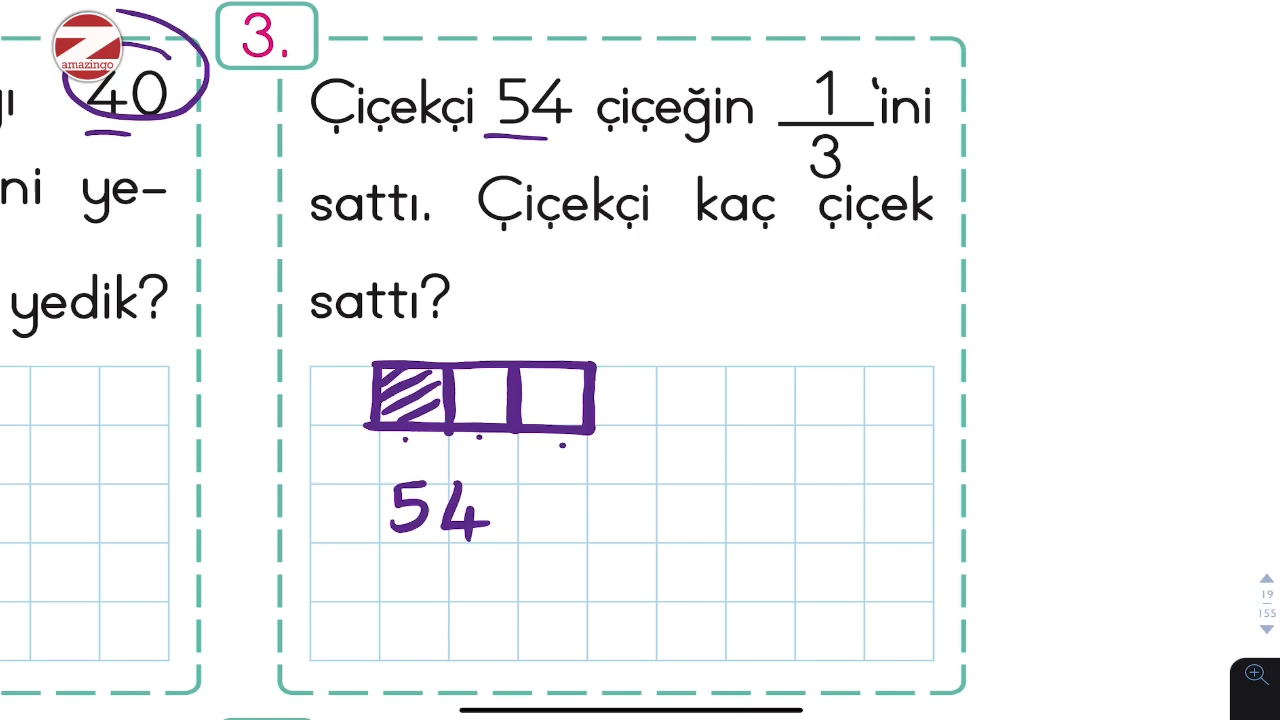 amazingo
40
ni ye-
yedik?
3.
Çiçekçi 54 çiçeğin 1/3 'ini
sattı. Çiçekçi kaç çiçek
sattı?
54
19
155